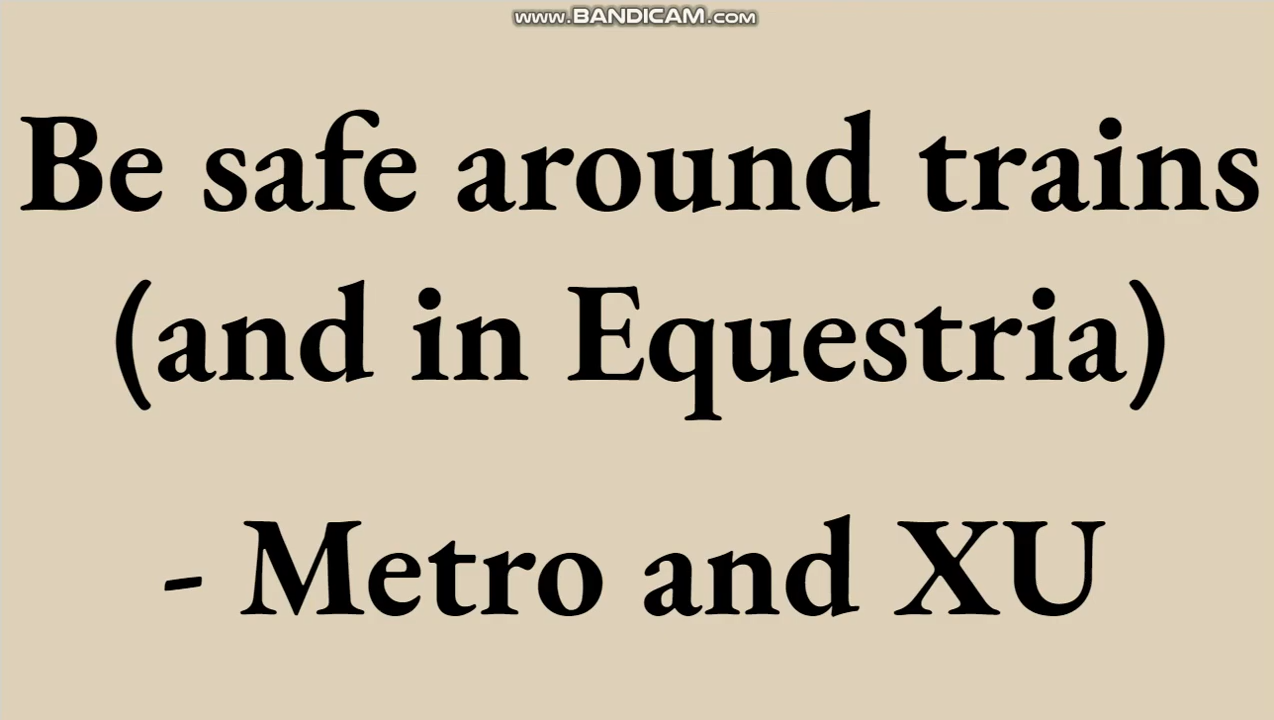 www.BANDICAM.com
Be safe around trains
(and in Equestria)
- Metro and XU